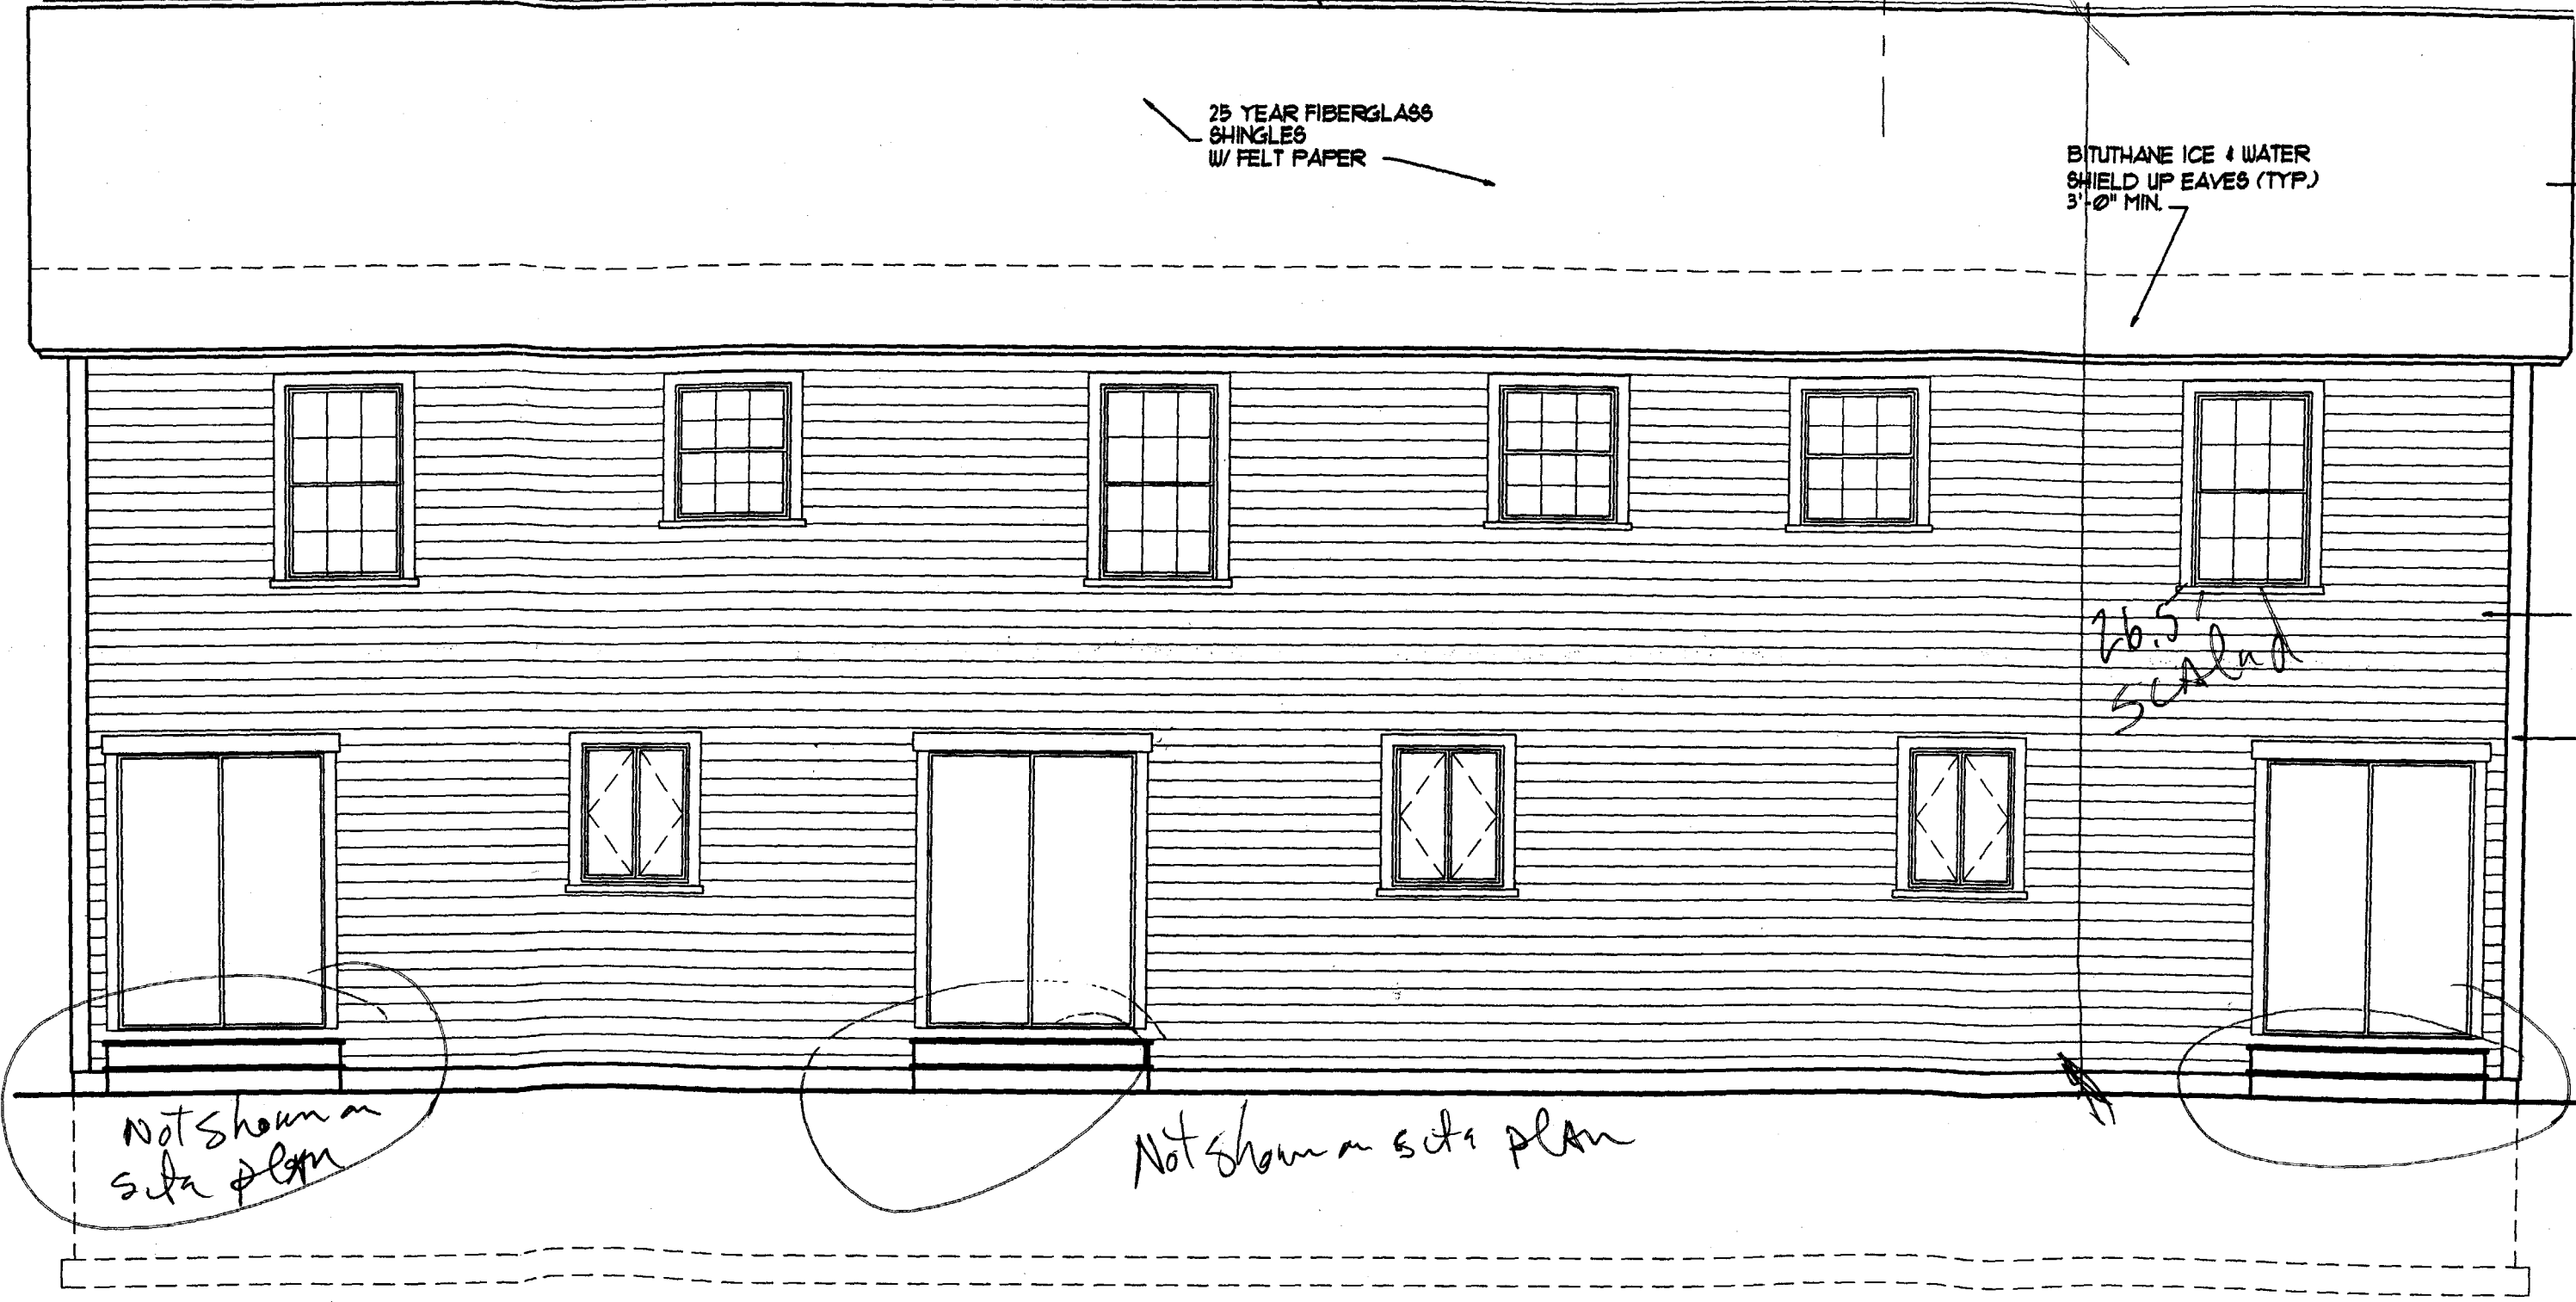 25 YEAR FIBERGLASS
SHINGLES
W/ FELT PAPER
BITUTHANE ICE & WATER
SHIELD UP EAVES (TYP.)
3'-0" MIN.
26.5
scaled
Not shown on
site plan
Not shown on site plan